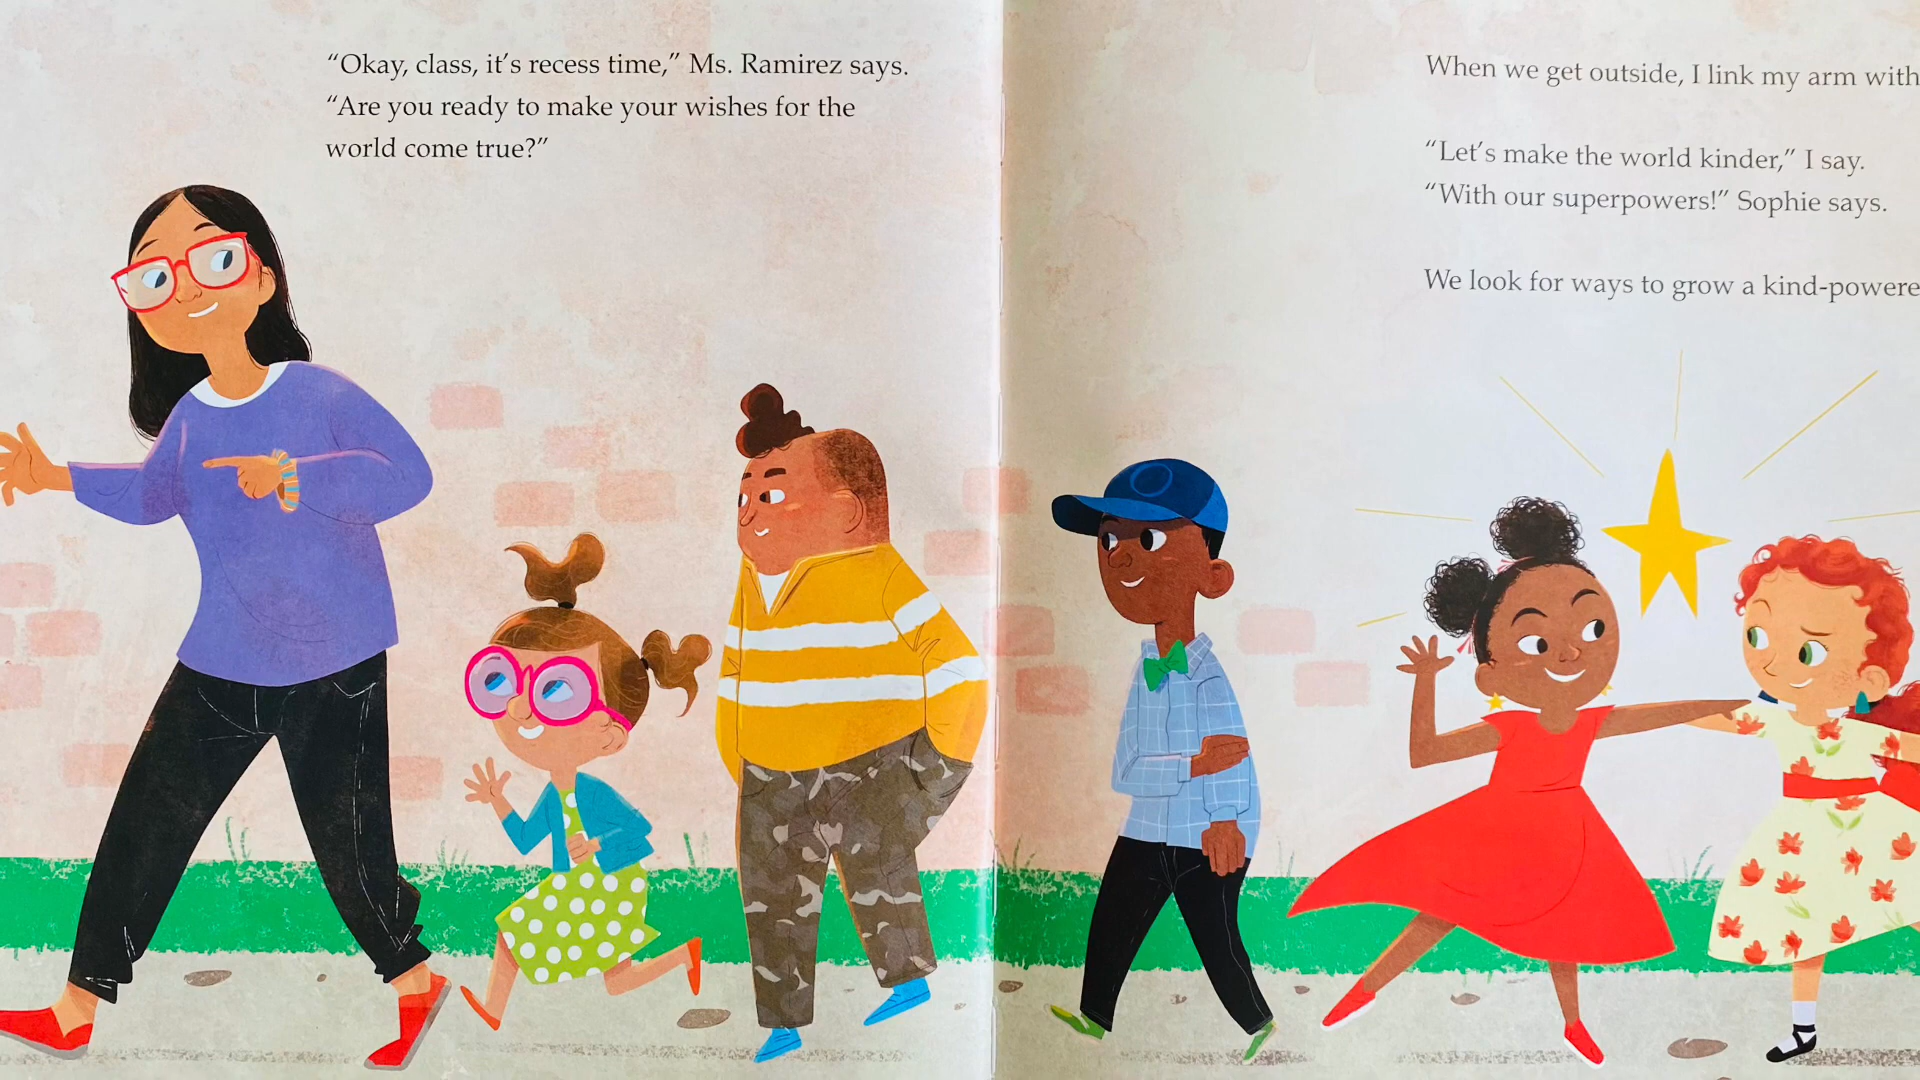 “Okay, class, it’s recess time,” Ms. Ramirez says.
“Are you ready to make your wishes for the
world come true?”
When we get outside, I link my arm with
“Let’s make the world kinder,” I say.
“With our superpowers!” Sophie says.
We look for ways to grow a